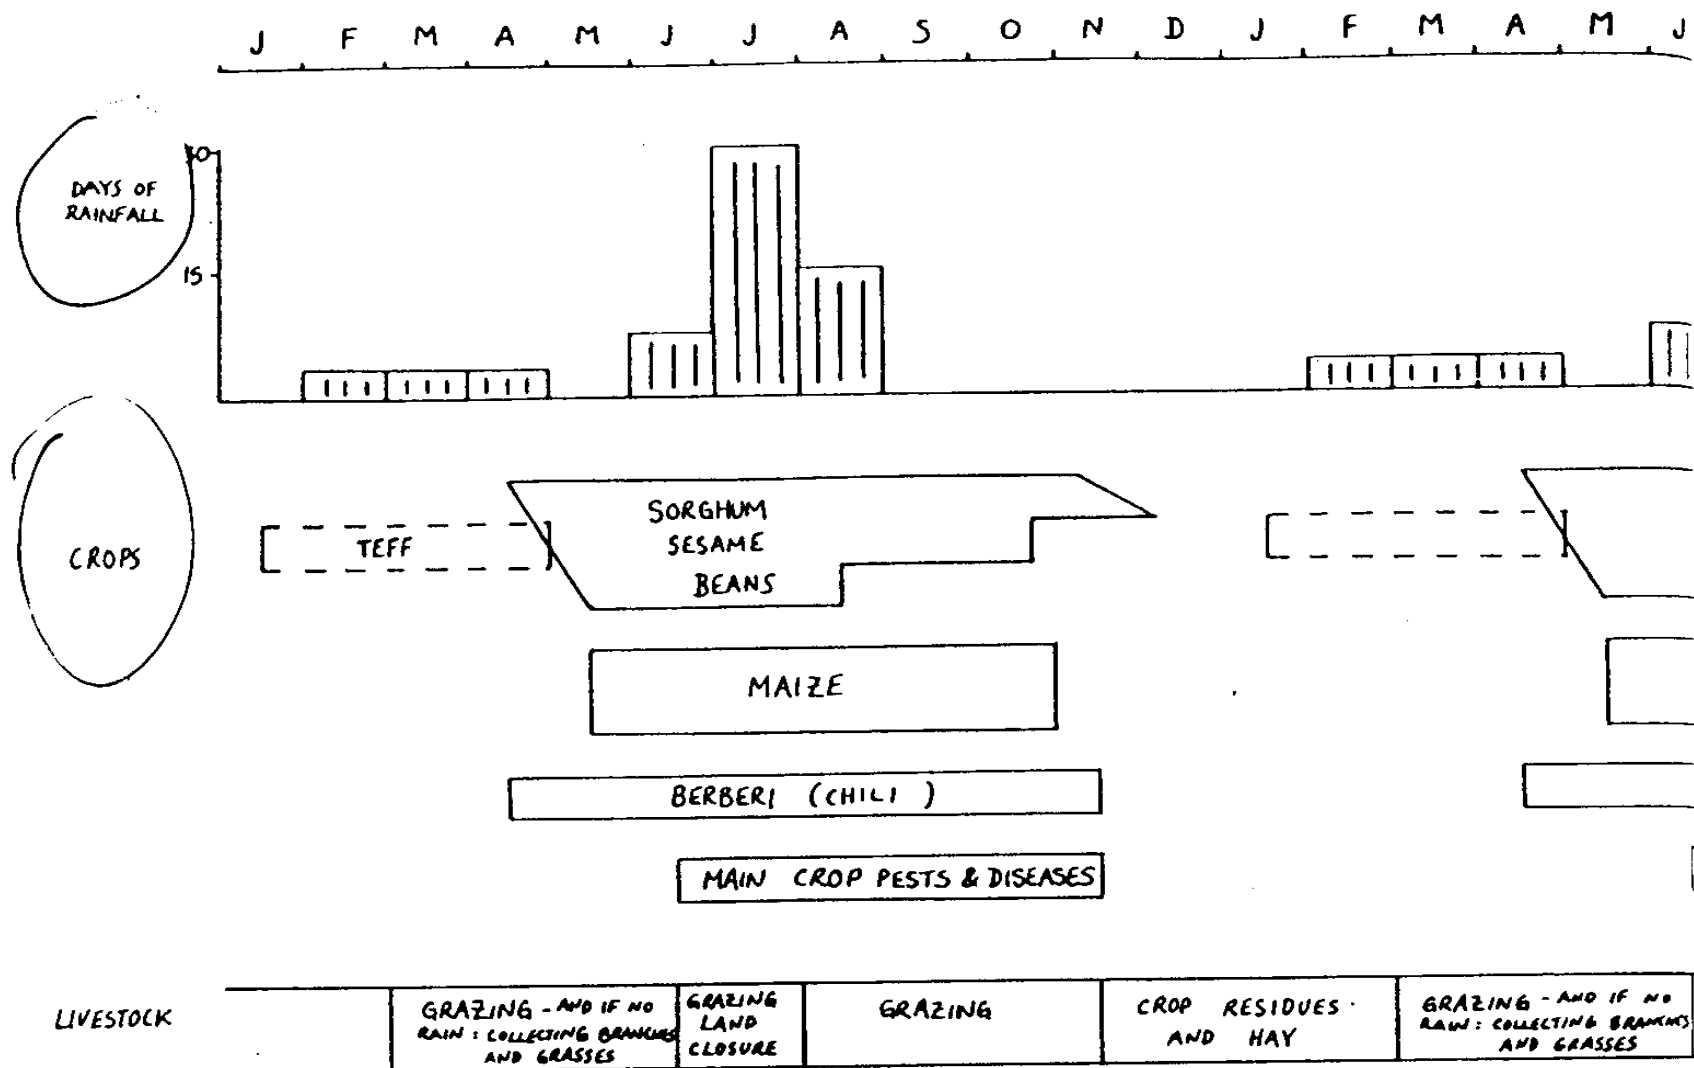 J F M A M J J A S O N D J F M A M J
30
DAYS OF
RAINFALL
15
SORGHUM
TEFF SESAME
CROPS
BEANS
MAIZE
BERBERI (CHILI )
MAIN CROP PESTS & DISEASES
LIVESTOCK
GRAZING - AND IF NO
RAIN : COLLECTING BRANCHES
AND GRASSES
GRAZING
LAND
CLOSURE
GRAZING
CROP RESIDUES
AND HAY
GRAZING - AND IF NO
RAIN : COLLECTING BRANCHES
AND GRASSES